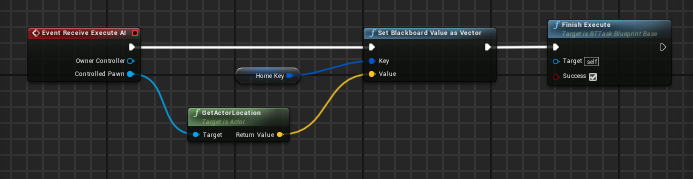 Event Receive Execute AI
Owner Controller
Controlled Pawn
Home Key
GetActorLocation
Target is Actor
Target
Return Value
Set Blackboard Value as Vector
Key
Value
Finish Execute
Target is BTTask Blueprint Base
Target self
Success